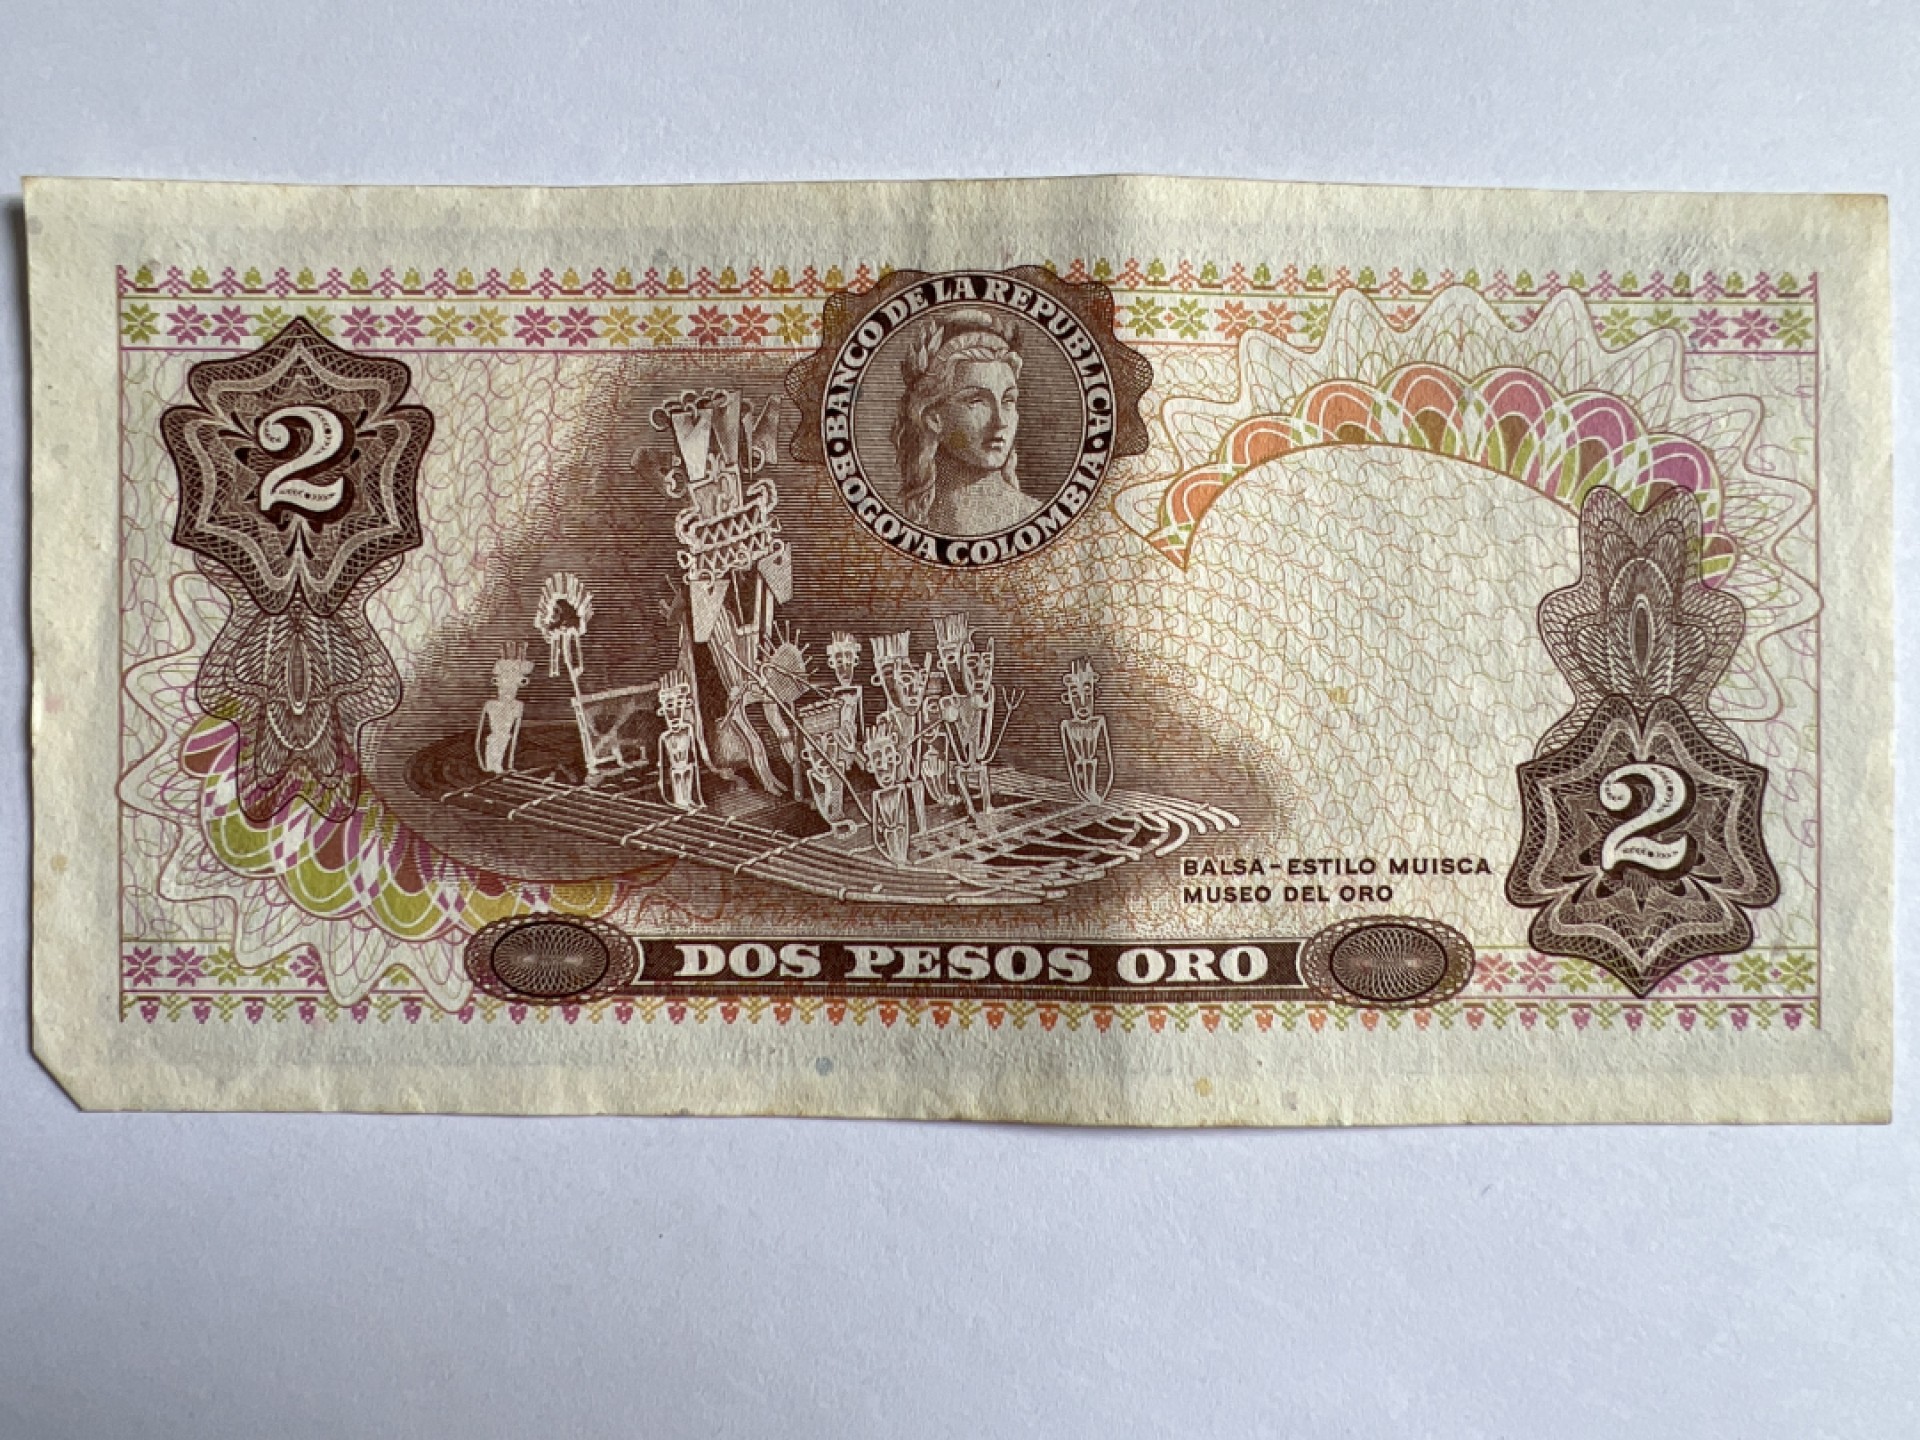 BANCO DE LA REPUBLICA
BOGOTA COLOMBIA
2
2
BALSA-ESTILO MUISCA
MUSEO DEL ORO
DOS PESOS ORO